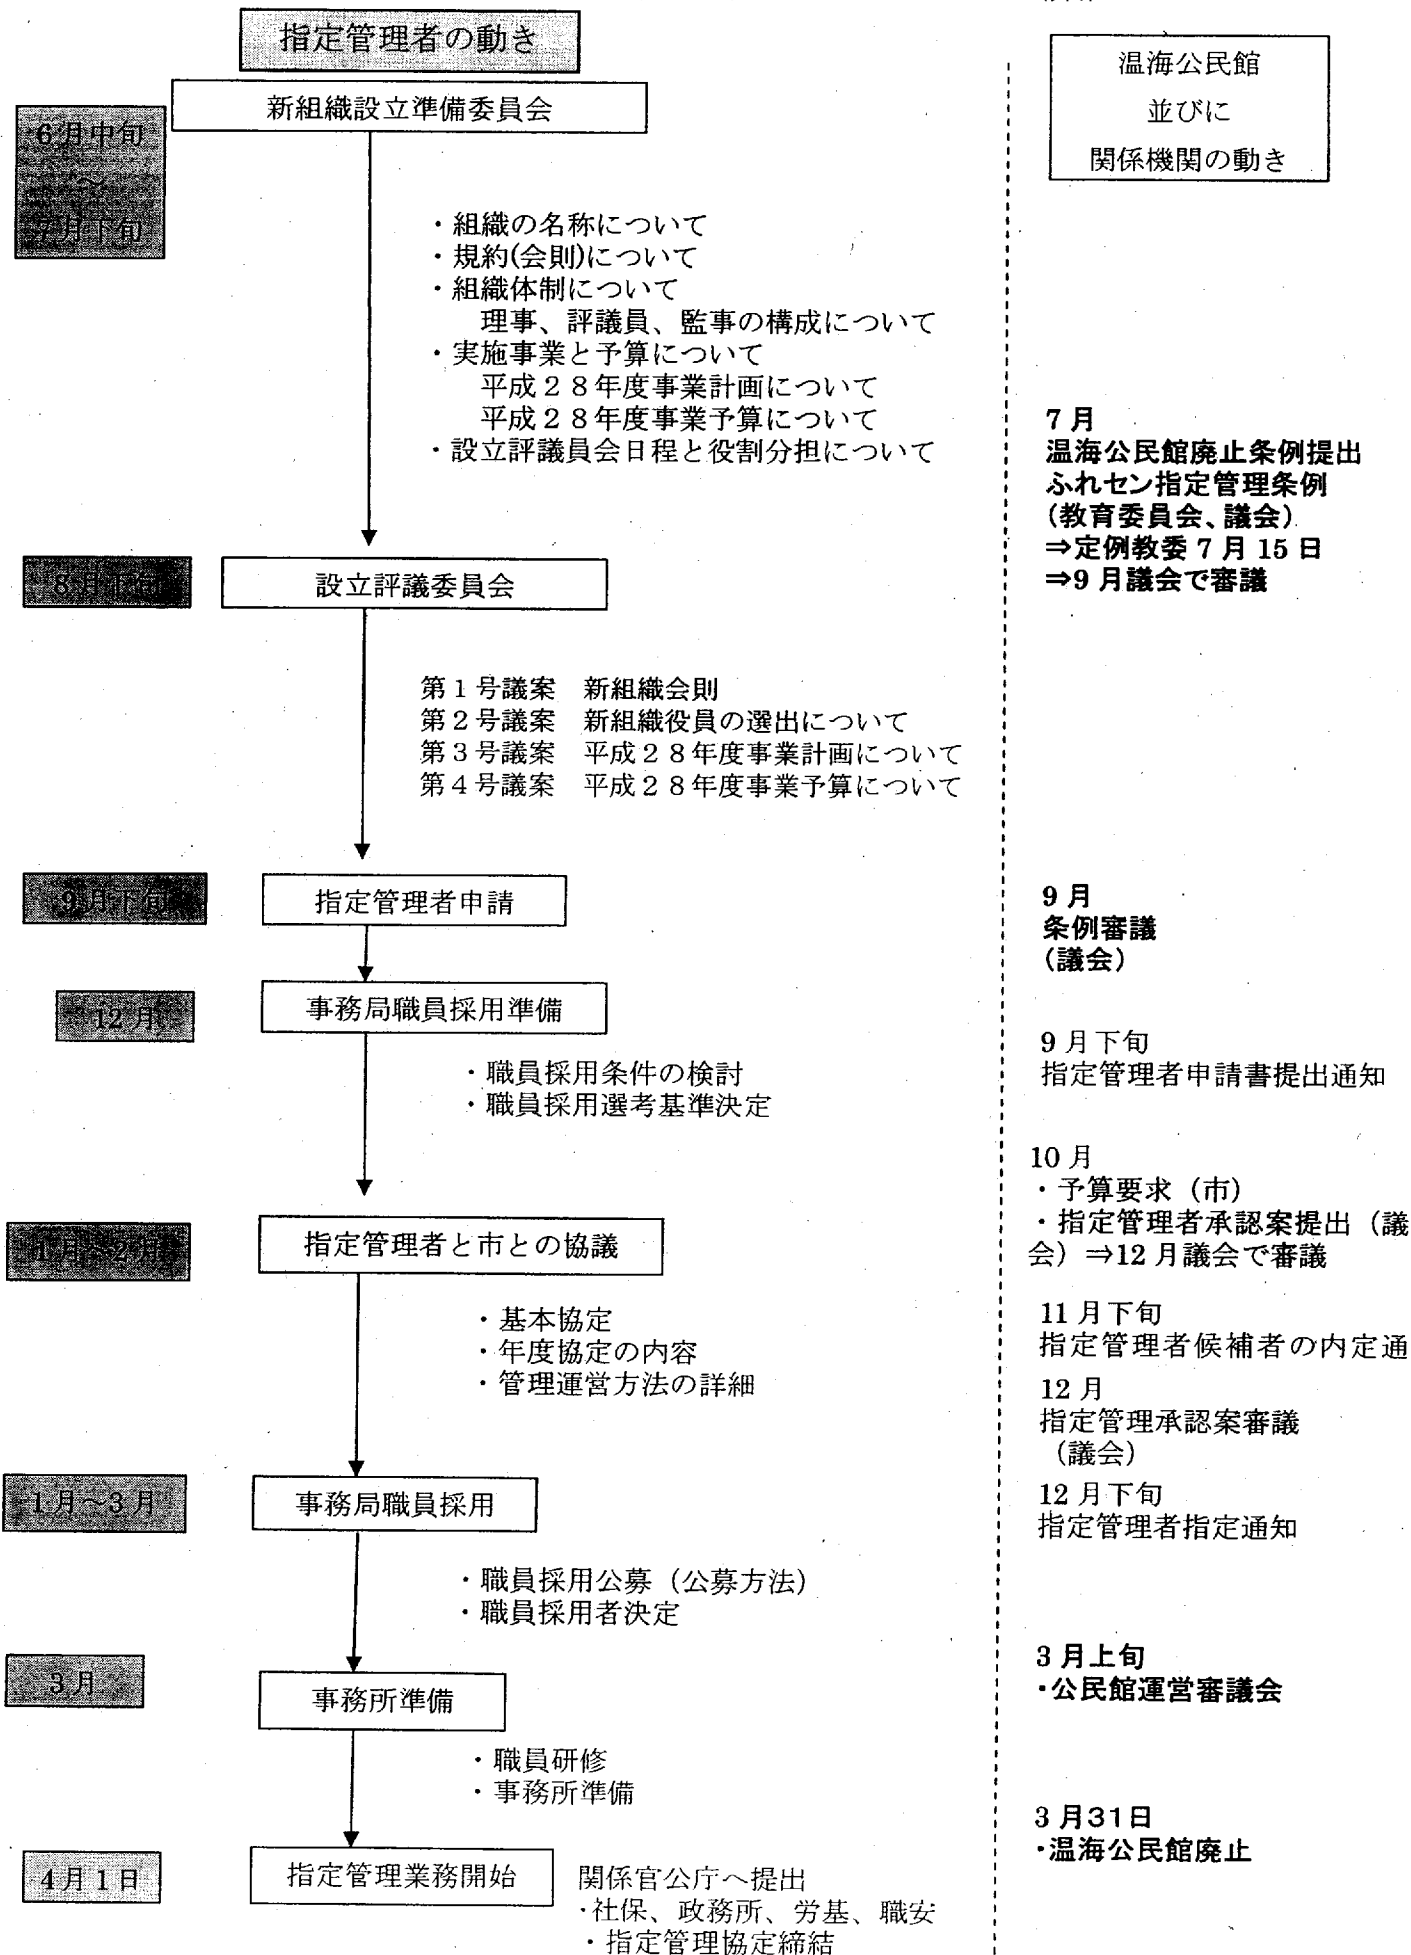 指定管理者の動き
新組織設立準備委員会
6月中旬
～
7月下旬
・組織の名称について
・規約(会則)について
・組織体制について
理事、評議員、監事の構成について
・実施事業と予算について
平成２８年度事業計画について
平成２８年度事業予算について
・設立評議員会日程と役割分担について
設立評議委員会
第１号議案　新組織会則
第２号議案　新組織役員の選出について
第３号議案　平成２８年度事業計画について
第４号議案　平成２８年度事業予算について
9月下旬
指定管理者申請
12月
事務局職員採用準備
・職員採用条件の検討
・職員採用選考基準決定
1月～2月
指定管理者と市との協議
・基本協定
・年度協定の内容
・管理運営方法の詳細
1月～3月
事務局職員採用
・職員採用公募（公募方法）
・職員採用者決定
3月
事務所準備
・職員研修
・事務所準備
4月1日
指定管理業務開始
関係官公庁へ提出
・社保、政務所、労基、職安
・指定管理協定締結
温海公民館
並びに
関係機関の動き
7月
温海公民館廃止条例提出
ふれセン指定管理条例
（教育委員会、議会）
⇒定例教委 7月 15日
⇒9月議会で審議
9月
条例審議
（議会）
9月下旬
指定管理者申請書提出通知
10月
・予算要求（市）
・指定管理者承認案提出（議
会）⇒12月議会で審議
11月下旬
指定管理者候補者の内定通
12月
指定管理承認案審議
（議会）
12月下旬
指定管理者指定通知
3月上旬
・公民館運営審議会
3月31日
・温海公民館廃止